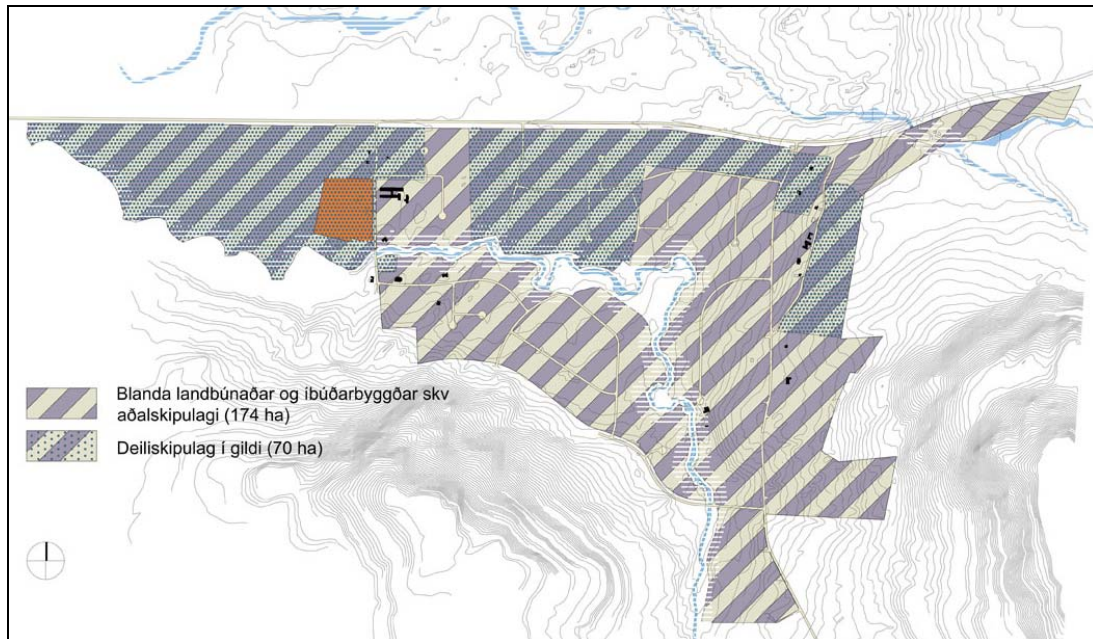 Blanda landbúnaðar og íbúðarbyggðar skv
aðalskipulagi (174 ha)
Deiliskipulag í gildi (70 ha)